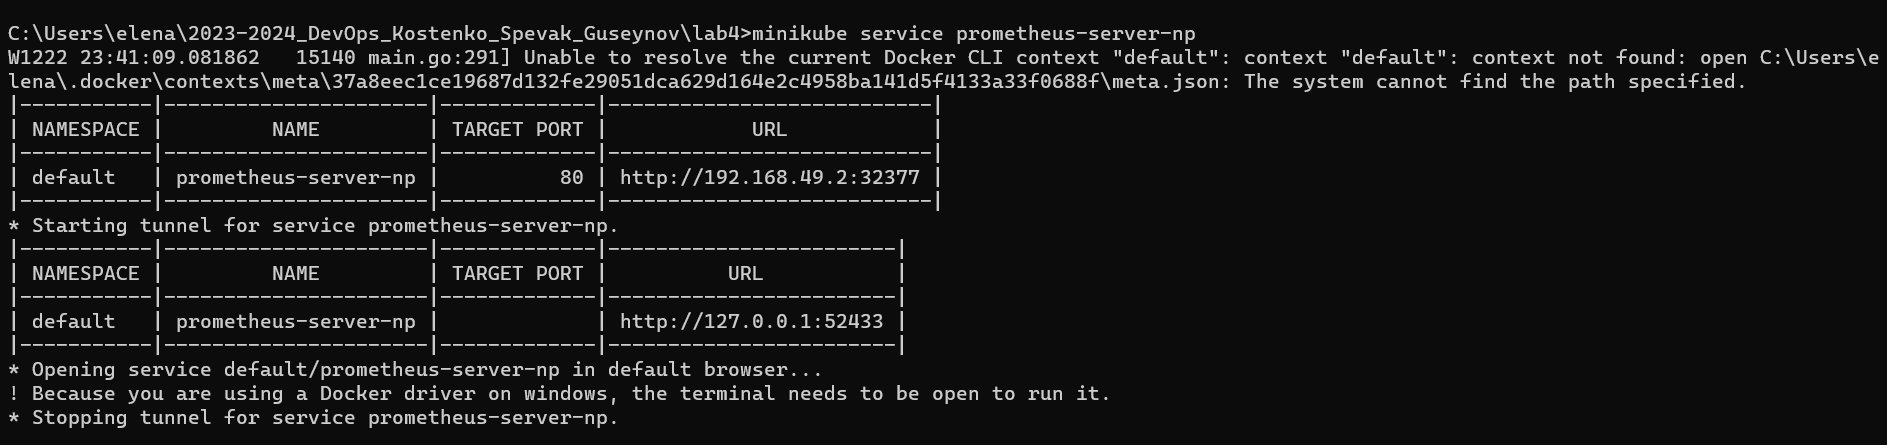 C:\Users\elena\2023-2024_DevOps_Kostenko_Spevak_Guseynov\lab4>minikube service prometheus-server-np
W1222 23:41:09.081862   15140 main.go:291] Unable to resolve the current Docker CLI context "default": context "default": context not found: open C:\Users\e
lena\.docker\contexts\meta\37a8eec1ce19687d132fe29051dca629d164e2c4958ba141d5f4133a33f0688f\meta.json: The system cannot find the path specified.
|-----------|----------------------|-------------|---------------------------|
| NAMESPACE |         NAME         | TARGET PORT |            URL            |
|-----------|----------------------|-------------|---------------------------|
| default   | prometheus-server-np |          80 | http://192.168.49.2:32377 |
|-----------|----------------------|-------------|---------------------------|
* Starting tunnel for service prometheus-server-np.
|-----------|----------------------|-------------|------------------------|
| NAMESPACE |         NAME         | TARGET PORT |          URL           |
|-----------|----------------------|-------------|------------------------|
| default   | prometheus-server-np |             | http://127.0.0.1:52433 |
|-----------|----------------------|-------------|------------------------|
* Opening service default/prometheus-server-np in default browser...
! Because you are using a Docker driver on windows, the terminal needs to be open to run it.
* Stopping tunnel for service prometheus-server-np.